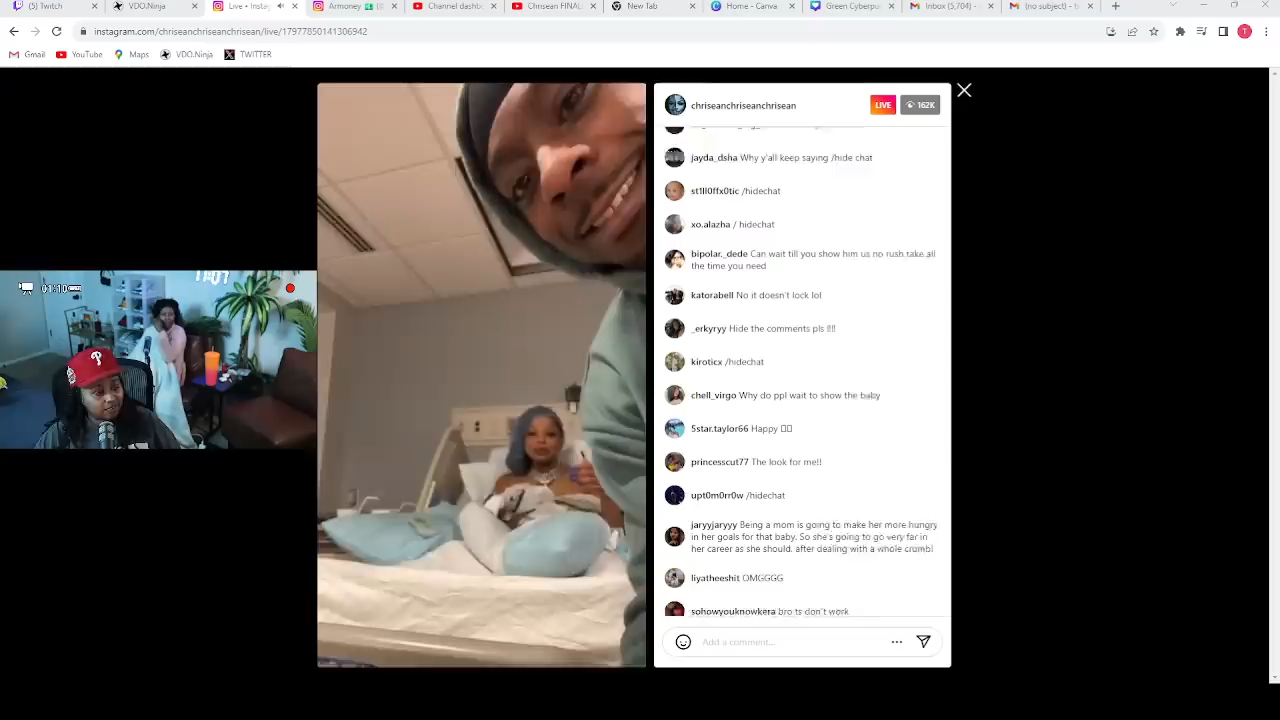 (5) Twitch
VDO.Ninja
Live • Instag
Armoney
Channel dashbo
Chrisean FINAL
New Tab
Home - Canva
Green Cyberpu
Inbox (5,704) -
(no subject) -
instagram.com/chriseanchriseanchrisean/live/17977850141306942
T
Gmail
YouTube
Maps
VDO.Ninja
TWITTER
chriseanchriseanchrisean
LIVE
162K
jayda_dsha Why y'all keep saying /hide chat
st1ll0ffx0tic /hidechat
xo.alazha / hidechat
bipolar._dede Can wait till you show him us no rush take all
the time you need
katorabell No it doesn't lock lol
_erkyryy Hide the comments pls !!!!
kiroticx /hidechat
chell_virgo Why do ppl wait to show the baby
5star.taylor66 Happy
princesscut77 The look for me!!
upt0m0rr0w /hidechat
jaryyjaryyy Being a mom is going to make her more hungry
in her goals for that baby. So she's going to go very far in
her career as she should. after dealing with a whole crumb!
liyatheeshit OMGGGG
sohowyouknowkera bro ts don't work
Add a comment...
P